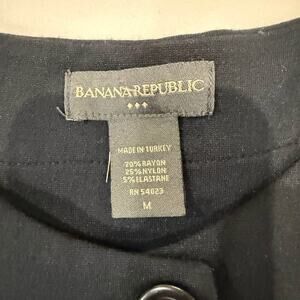 BANANA REPUBLIC
MADE IN TURKEY
70% RAYON
25% NYLON
5% ELASTANE
RN 54023
M